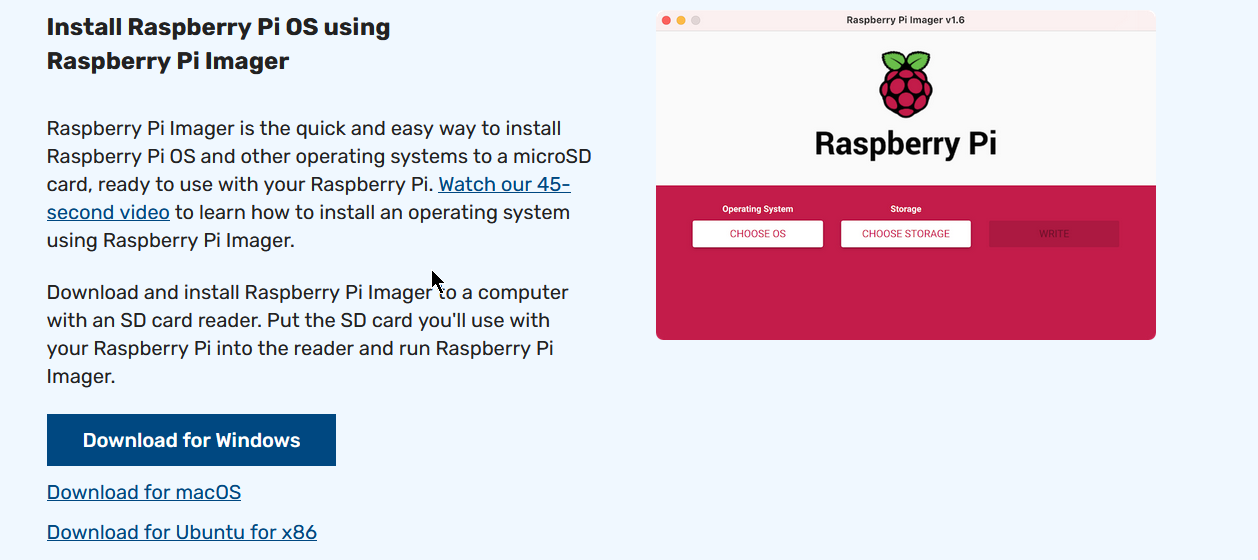 Install Raspberry Pi OS using
Raspberry Pi Imager
Raspberry Pi Imager is the quick and easy way to install
Raspberry Pi OS and other operating systems to a microSD
card, ready to use with your Raspberry Pi. Watch our 45-
second video to learn how to install an operating system
using Raspberry Pi Imager.
Download and install Raspberry Pi Imager to a computer
with an SD card reader. Put the SD card you'll use with
your Raspberry Pi into the reader and run Raspberry Pi
Imager.
Download for Windows
Download for macOS
Download for Ubuntu for x86
Raspberry Pi Imager v1.6
Raspberry Pi
Operating System
Storage
CHOOSE OS
CHOOSE STORAGE
WRITE